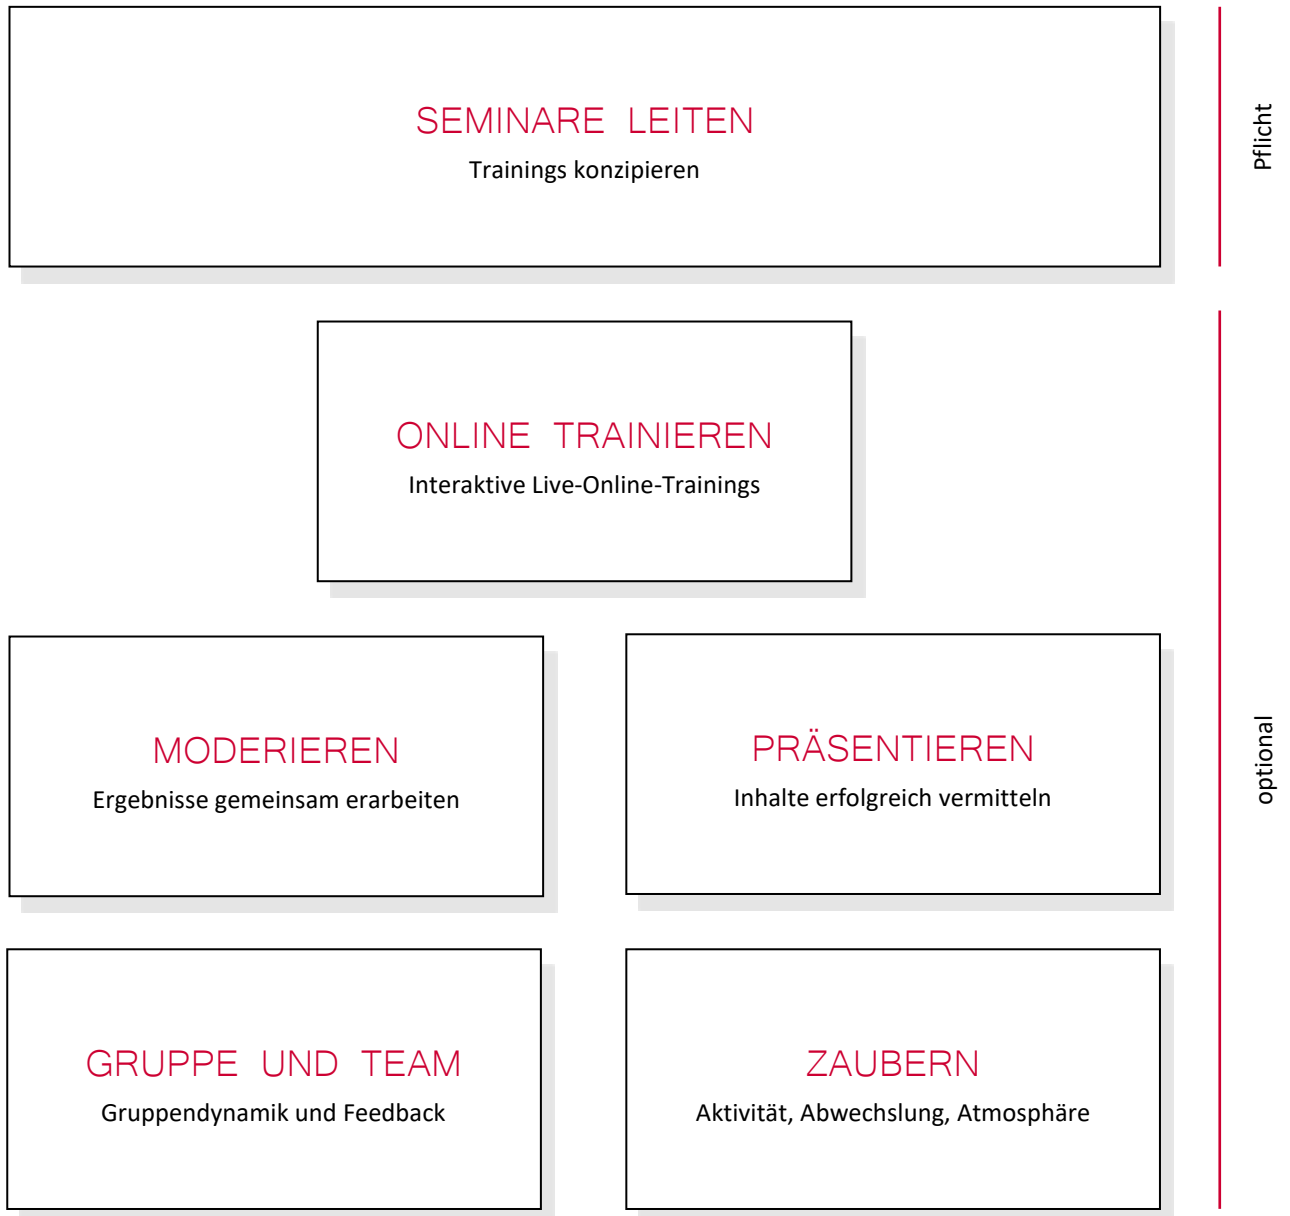 SEMINARE LEITEN
Trainings konzipieren
Pflicht
ONLINE TRAINIEREN
Interaktive Live-Online-Trainings
MODERIEREN
Ergebnisse gemeinsam erarbeiten
PRÄSENTIEREN
Inhalte erfolgreich vermitteln
optional
GRUPPE UND TEAM
Gruppendynamik und Feedback
ZAUBERN
Aktivität, Abwechslung, Atmosphäre